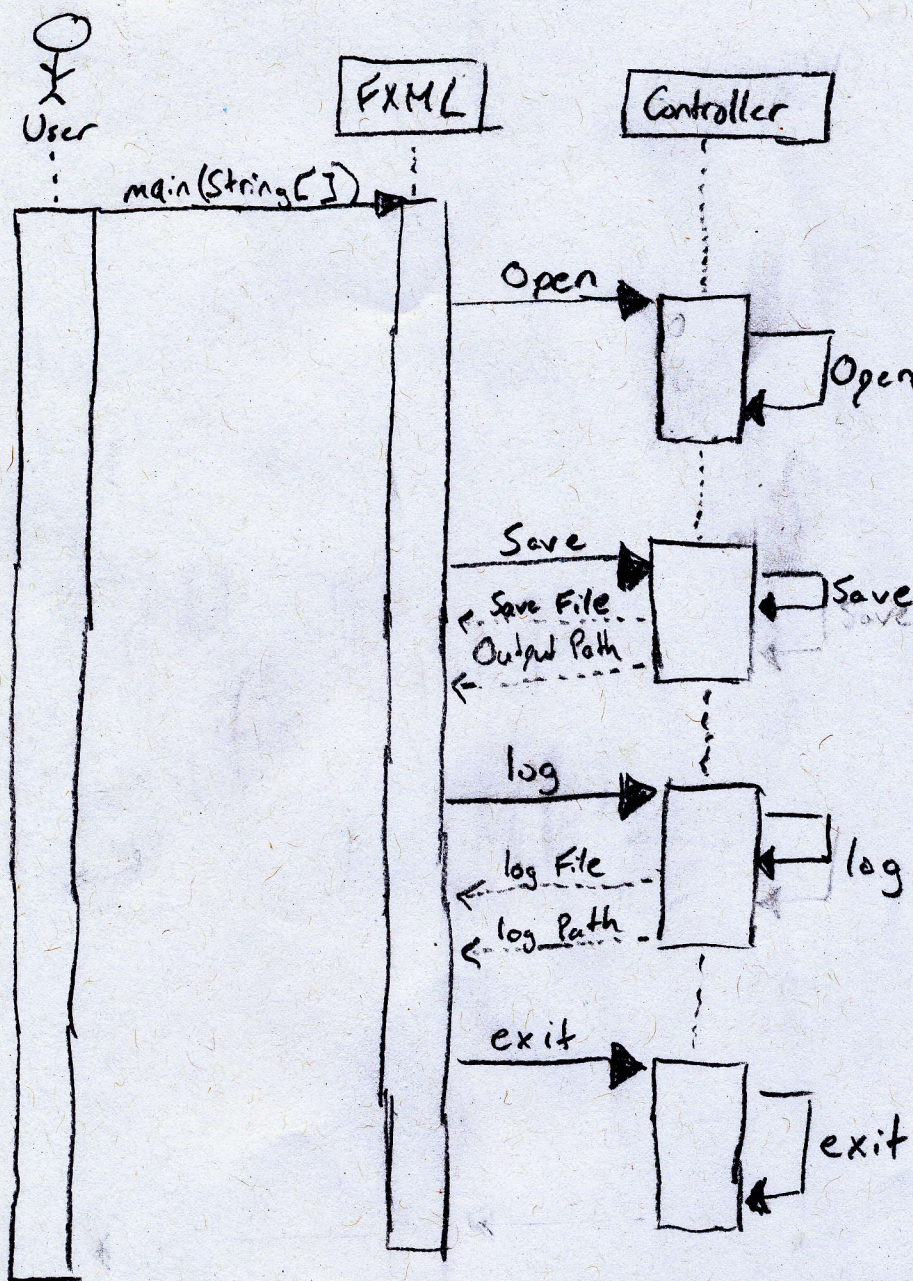 User
FXML
Controller
main(String[])
Open
Open
Save
Save
Save File
Save
Output Path
log
log
log File
log Path
exit
exit